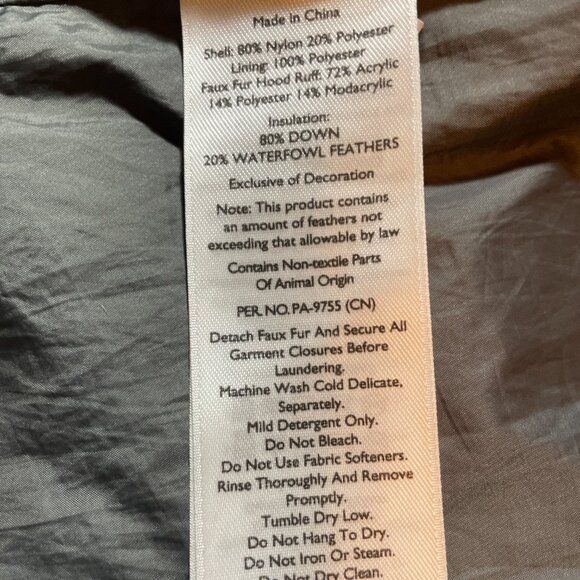 Made in China
Shell: 80% Nylon 20% Polyester
Lining: 100% Polyester
Faux Fur Hood Ruff: 72% Acrylic
14% Polyester 14% Modacrylic
Insulation:
80% DOWN
20% WATERFOWL FEATHERS
Exclusive of Decoration
Note: This product contains
an amount of feathers not
exceeding that allowable by law
Contains Non-textile Parts
Of Animal Origin
PER. NO. PA-9755 (CN)
Detach Faux Fur And Secure All
Garment Closures Before
Laundering.
Machine Wash Cold Delicate,
Separately.
Mild Detergent Only.
Do Not Bleach.
Do Not Use Fabric Softeners.
Rinse Thoroughly And Remove
Promptly.
Tumble Dry Low.
Do Not Hang To Dry.
Do Not Iron Or Steam.
Do Not Dry Clean.